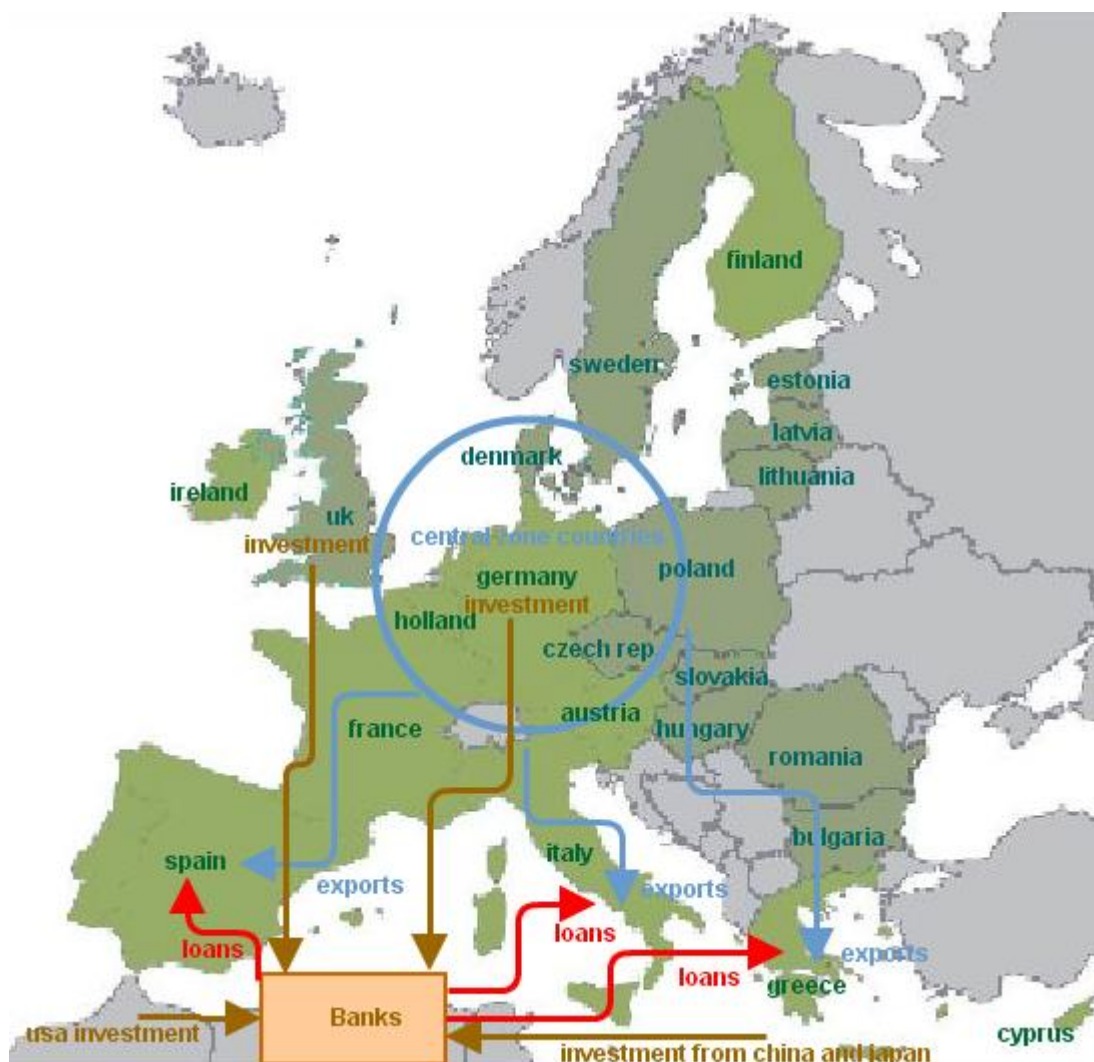 finland
sweden
estonia
latvia
denmark
lithuania
ireland
uk
central zone countries
investment
poland
germany
investment
holland
czech rep
slovakia
austria
france
hungary
romania
bulgaria
italy
spain
exports
exports
loans
loans
exports
loans
greece
Banks
usa investment
cyprus
investment from china and japan